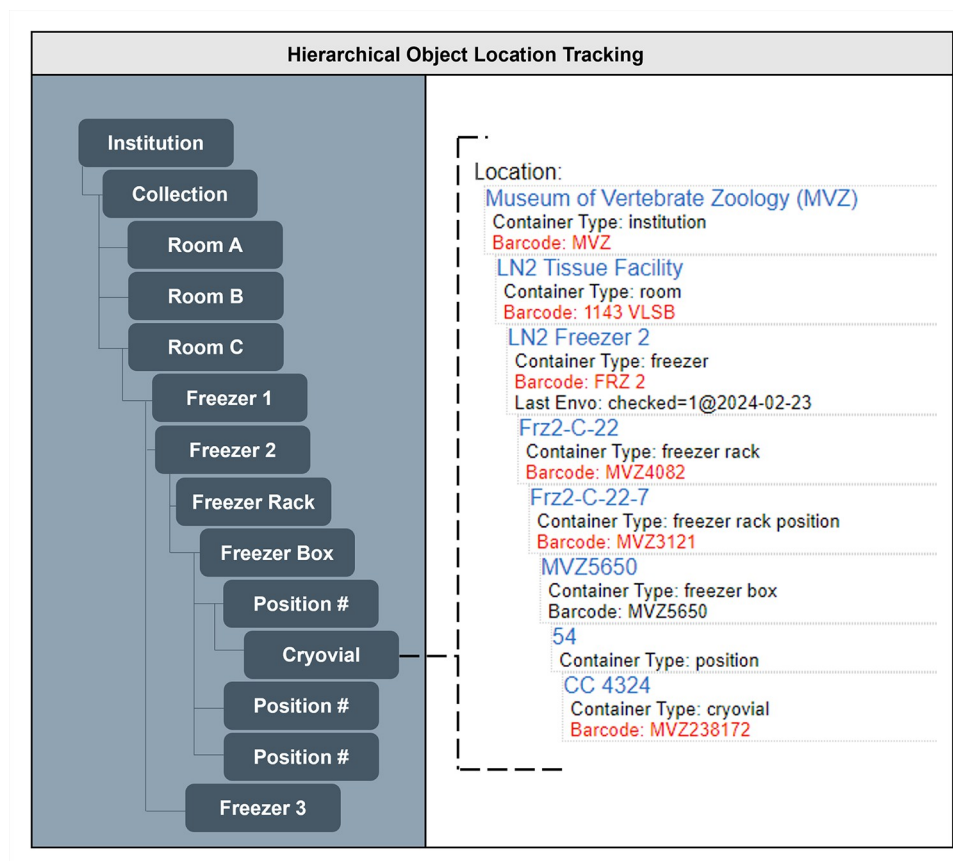 Hierarchical Object Location Tracking
Institution
Collection
Room A
Room B
Room C
Freezer 1
Freezer 2
Freezer Rack
Freezer Box
Position #
Cryovial
Position #
Position #
Freezer 3
Location:
Museum of Vertebrate Zoology (MVZ)
Container Type: institution
Barcode: MVZ
LN2 Tissue Facility
Container Type: room
Barcode: 1143 VLSB
LN2 Freezer 2
Container Type: freezer
Barcode: FRZ 2
Last Envo: checked=1@2024-02-23
Frz2-C-22
Container Type: freezer rack
Barcode: MVZ4082
Frz2-C-22-7
Container Type: freezer rack position
Barcode: MVZ3121
MVZ5650
Container Type: freezer box
Barcode: MVZ5650
54
Container Type: position
CC 4324
Container Type: cryovial
Barcode: MVZ238172